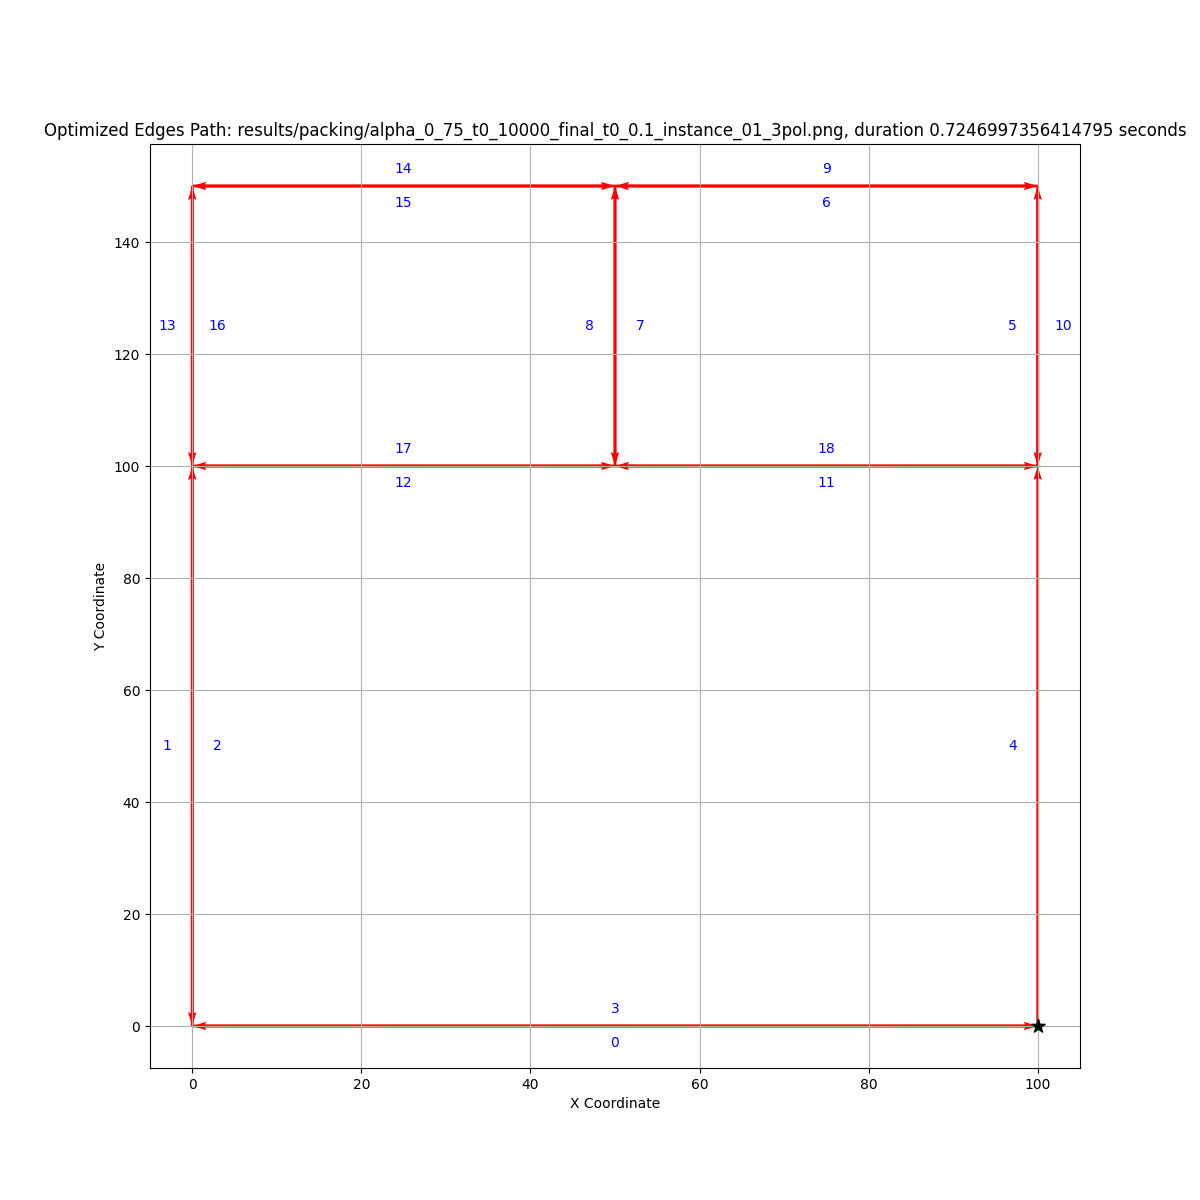 Optimized Edges Path: results/packing/alpha_0_75_t0_10000_final_t0_0.1_instance_01_3pol.png, duration 0.7246997356414795 seconds
14 9
15 6
140
13 16 8 7 5 10
120
17 18
100
12 11
80
Y Coordinate
60
1 2 4
40
20
3
0
0
0 20 40 60 80 100
X Coordinate